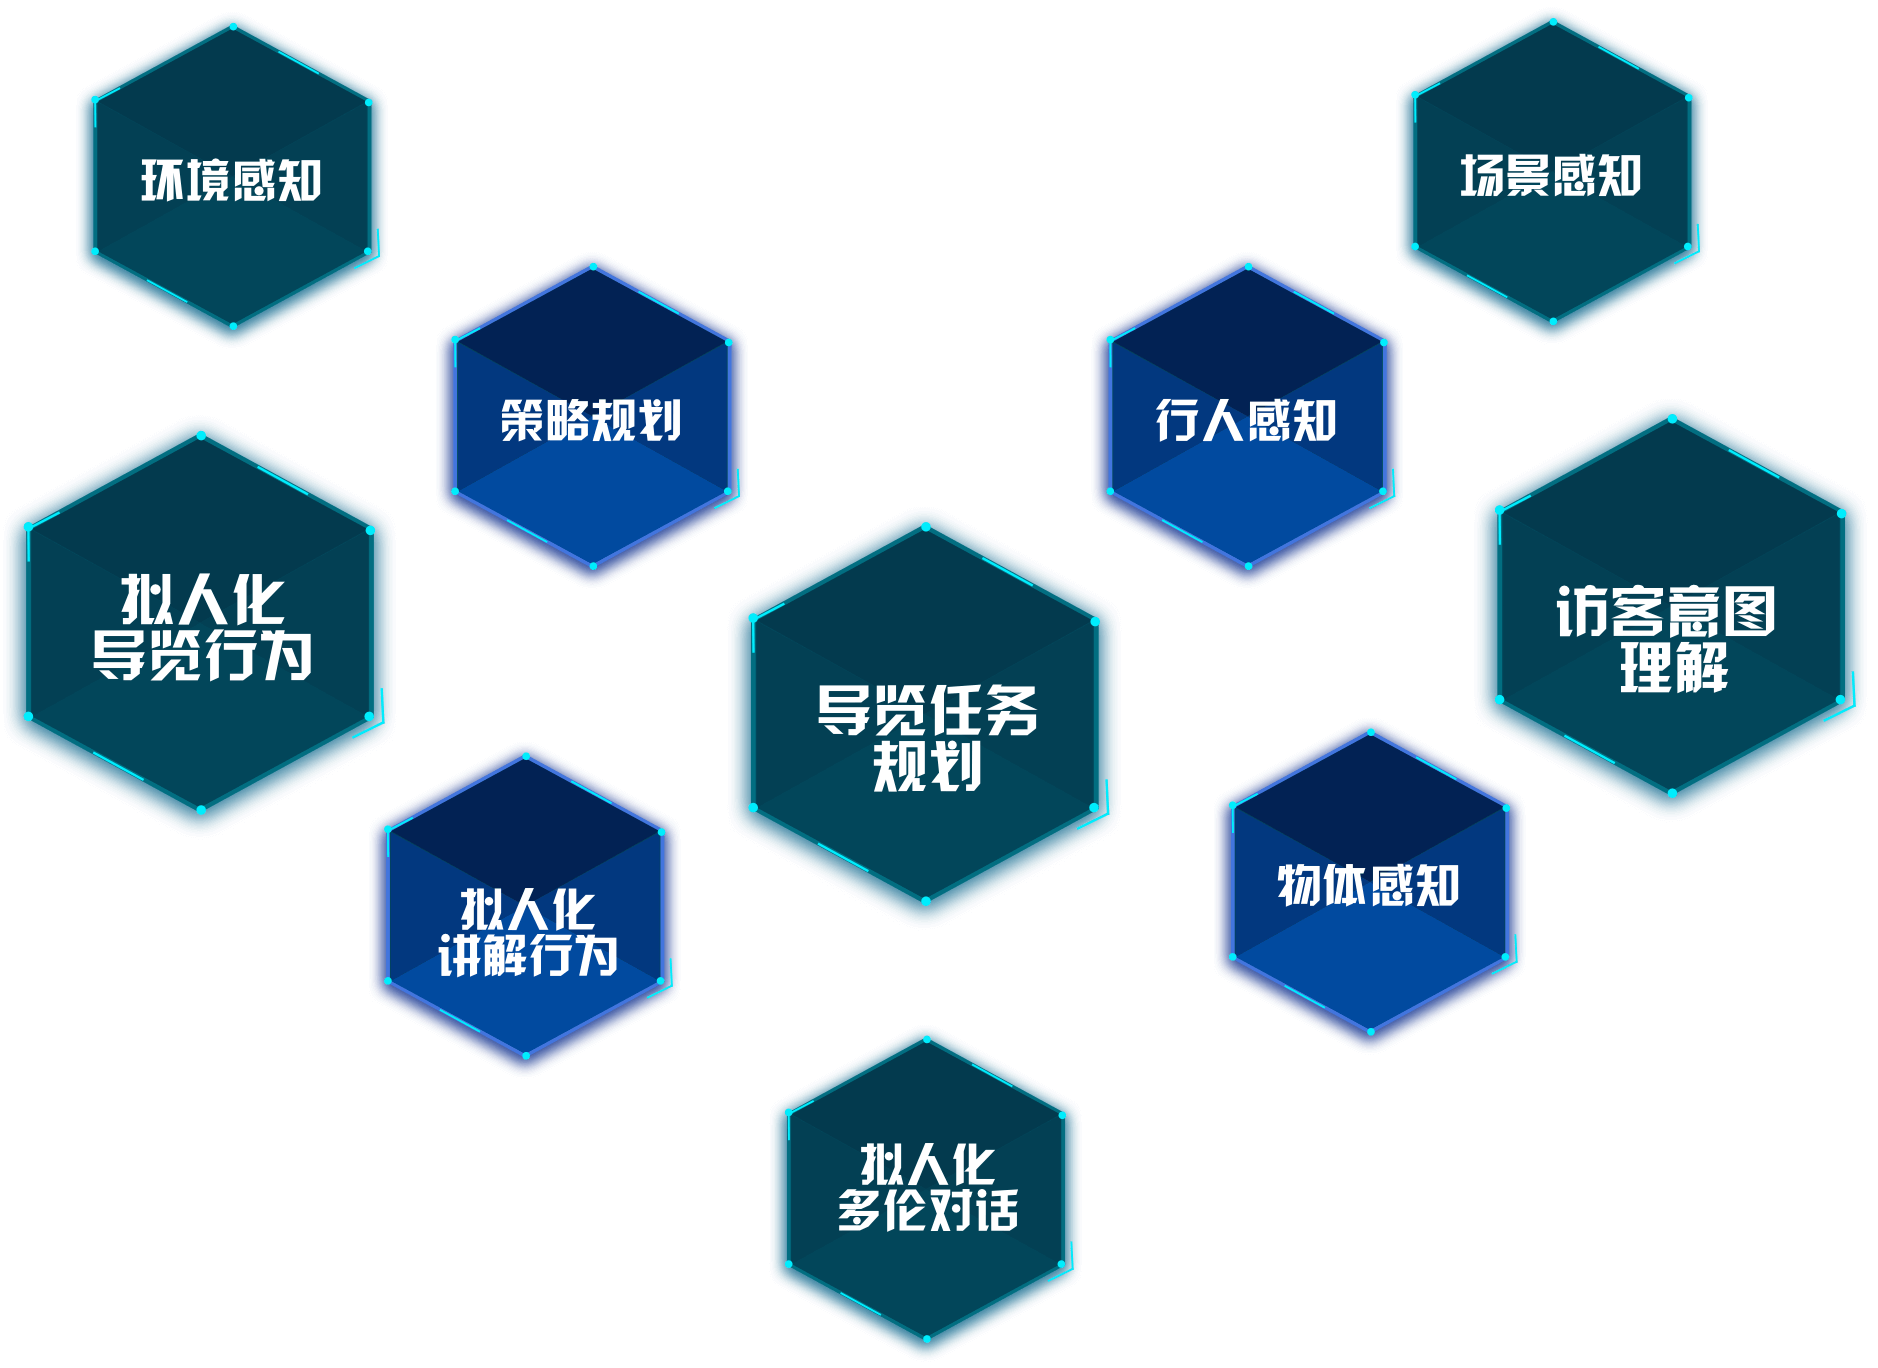 环境感知
场景感知
策略规划
行人感知
拟人化
导览行为
访客意图
理解
导览任务
规划
拟人化
讲解行为
物体感知
拟人化
多伦对话